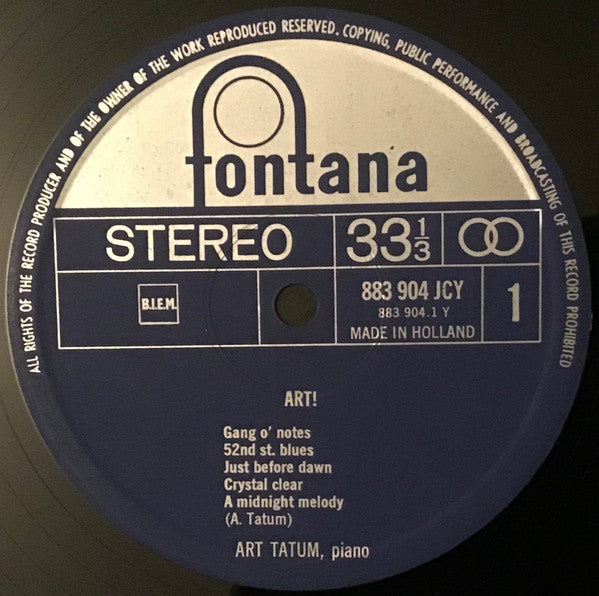 ALL RIGHTS OF THE RECORD PRODUCER AND OF THE OWNER OF THE WORK REPRODUCED RESERVED. COPYING, PUBLIC PERFORMANCE AND BROADCASTING OF THIS RECORD PROHIBITED
fontana
STEREO 33⅓
B.I.E.M. 883 904 JCY 1
883 904.1 Y
MADE IN HOLLAND
ART!
Gang o' notes
52nd st. blues
Just before dawn
Crystal clear
A midnight melody
(A. Tatum)
ART TATUM, piano